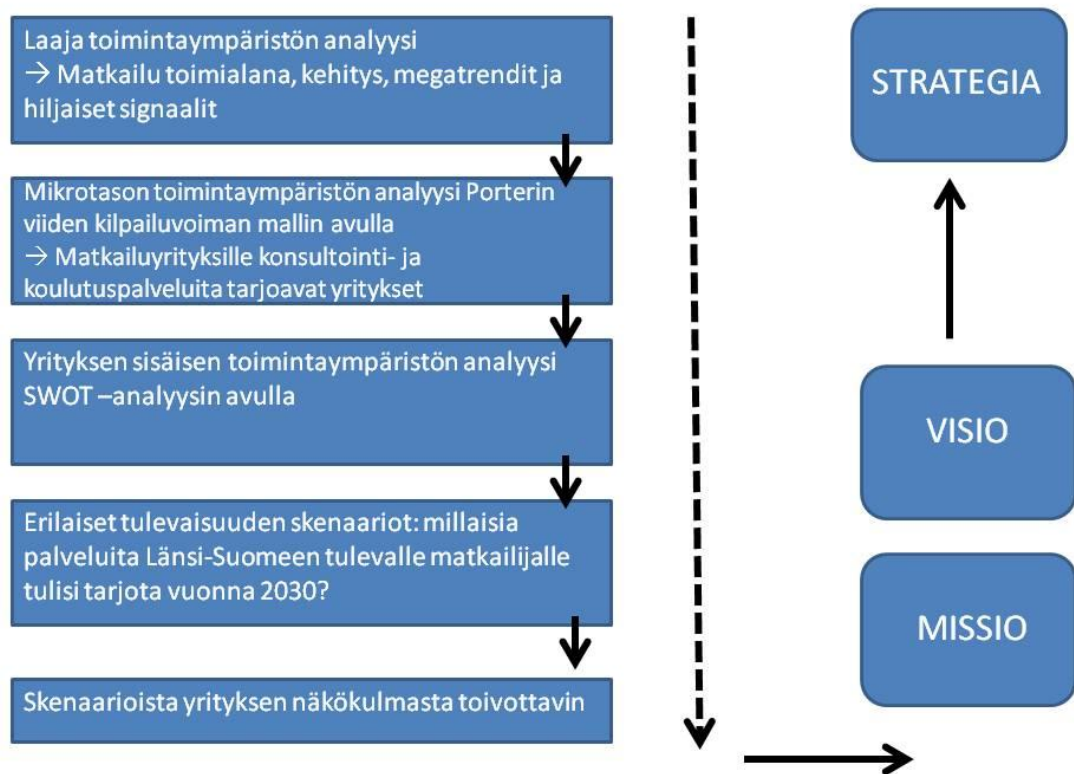 Laaja toimintaympäristön analyysi
→ Matkailu toimialana, kehitys, megatrendit ja
hiljaiset signaalit
Mikrotason toimintaympäristön analyysi Porterin
viiden kilpailuvoiman mallin avulla
→ Matkailuyrityksille konsultointi- ja
koulutuspalveluita tarjoavat yritykset
Yrityksen sisäisen toimintaympäristön analyysi
SWOT –analyysin avulla
Erilaiset tulevaisuuden skenaariot: millaisia
palveluita Länsi-Suomeen tulevalle matkailijalle
tulisi tarjota vuonna 2030?
Skenaarioista yrityksen näkökulmasta toivottavin
STRATEGIA
VISIO
MISSIO